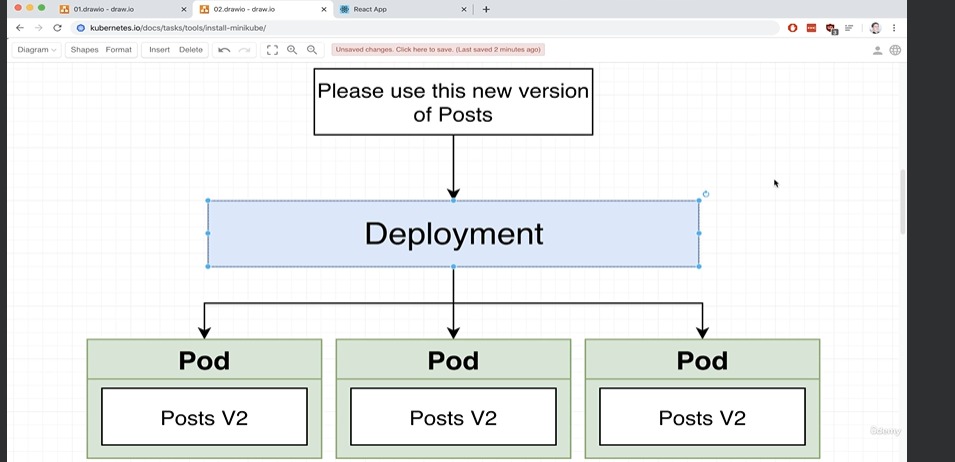 01.drawio - draw.io
02.drawio - draw.io
React App
kubernetes.io/docs/tasks/tools/install-minikube/
Diagram
Shapes Format
Insert Delete
Unsaved changes. Click here to save. (Last saved 2 minutes ago)
Please use this new version
of Posts
Deployment
Pod
Pod
Pod
Posts V2
Posts V2
Posts V2
Udemy